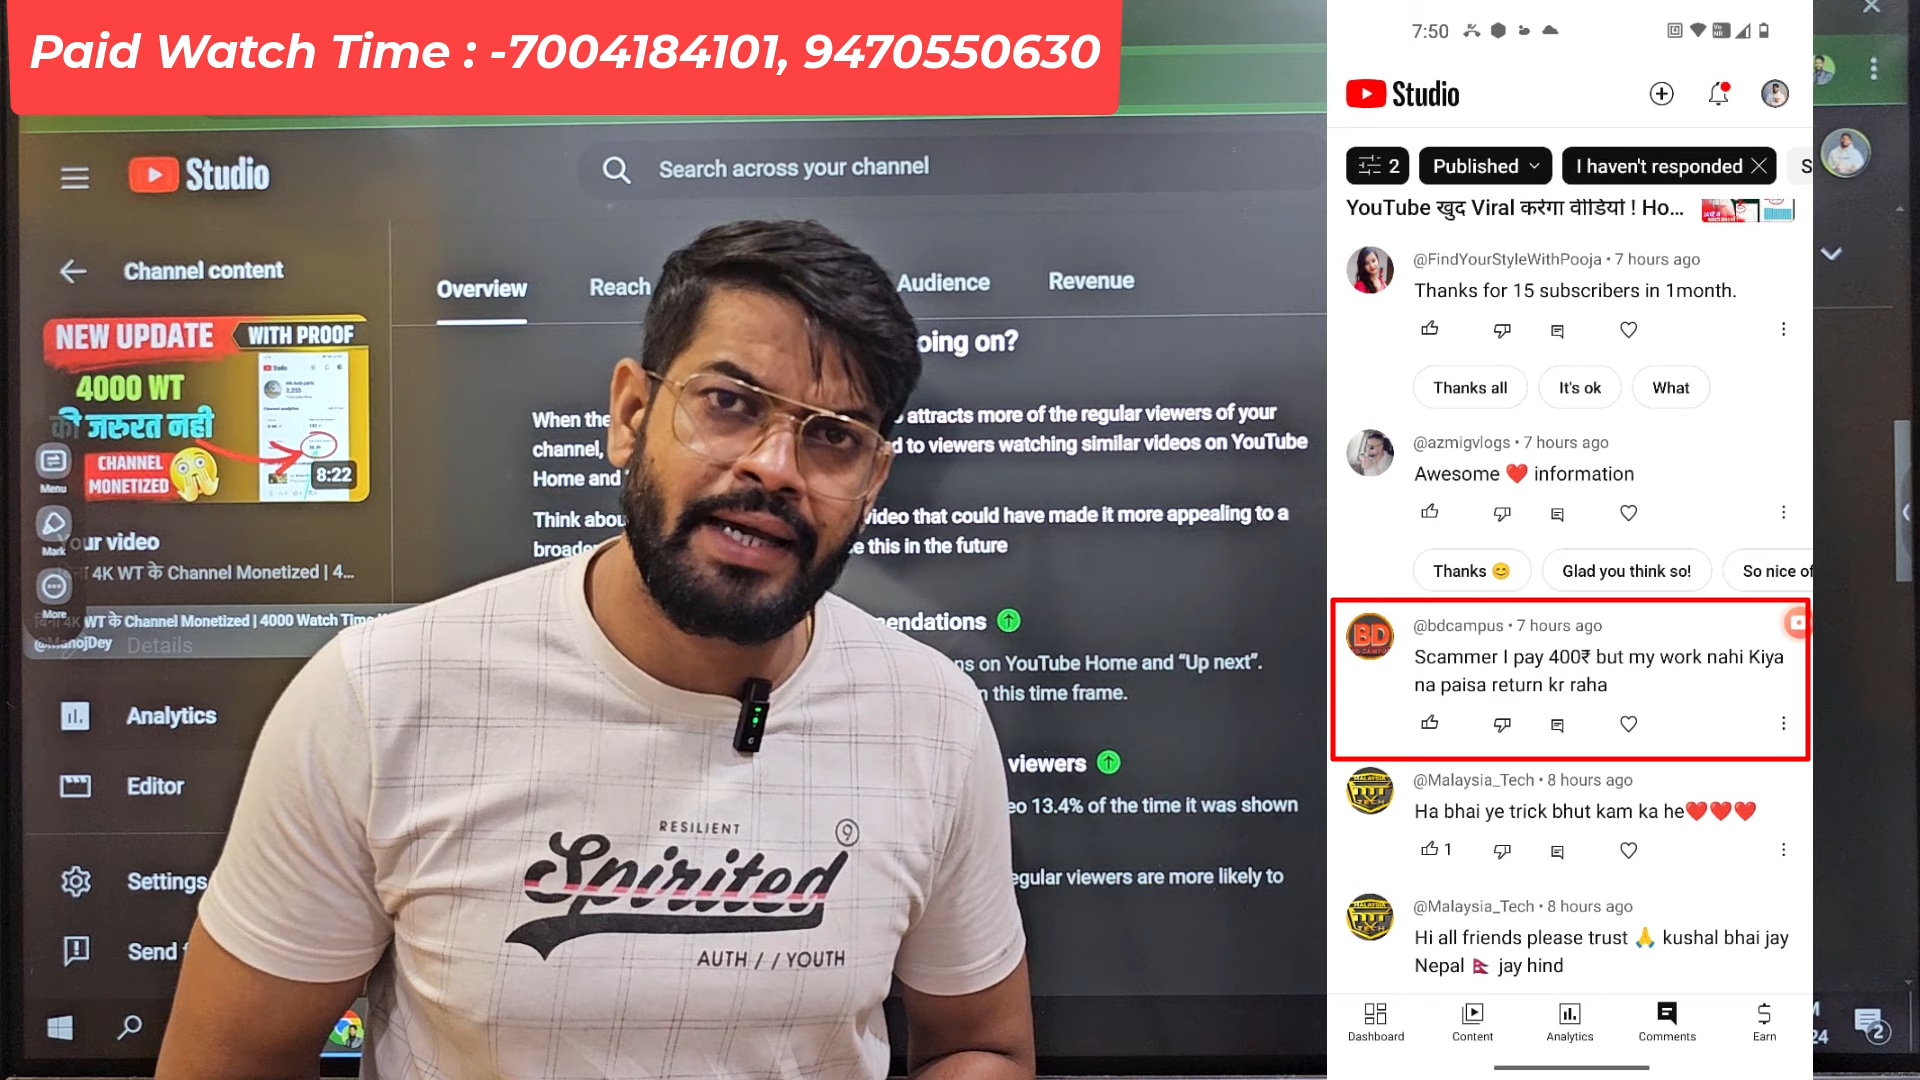 Paid Watch Time : -7004184101, 9470550630
Studio
Search across your channel
Channel content
NEW UPDATE WITH PROOF
4000 WT
की जरुरत नही
CHANNEL
MONETIZED
8:22
Menu
Mark
More
Your video
4K WT के Channel Monetized | 4...
4K WT के Channel Monetized | 4000 Watch Time
@ManojDey
Details
Analytics
Editor
Settings
Send
Overview
Reach
Audience
Revenue
oing on?
When the
attracts more of the regular viewers of your
channel,
d to viewers watching similar videos on YouTube
Home and
Think abou
video that could have made it more appealing to a
broade
e this in the future
endations
ns on YouTube Home and “Up next”.
n this time frame.
viewers
eo 13.4% of the time it was shown
egular viewers are more likely to
RESILIENT
9
Spirited
AUTH / / YOUTH
7:50
Studio
2
Published
I haven't responded
S
YouTube खुद Viral करेगा वीडियो ! Ho...
@FindYourStyleWithPooja • 7 hours ago
Thanks for 15 subscribers in 1month.
Thanks all
It's ok
What
@azmigvlogs • 7 hours ago
Awesome ❤️ information
Thanks 😊
Glad you think so!
So nice of
BD
@bdcampus • 7 hours ago
Scammer I pay 400₹ but my work nahi Kiya
na paisa return kr raha
@Malaysia_Tech • 8 hours ago
Ha bhai ye trick bhut kam ka he❤️❤️❤️
1
@Malaysia_Tech • 8 hours ago
Hi all friends please trust 🙏 kushal bhai jay
Nepal 🇳🇵 jay hind
Dashboard
Content
Analytics
Comments
Earn
24
2